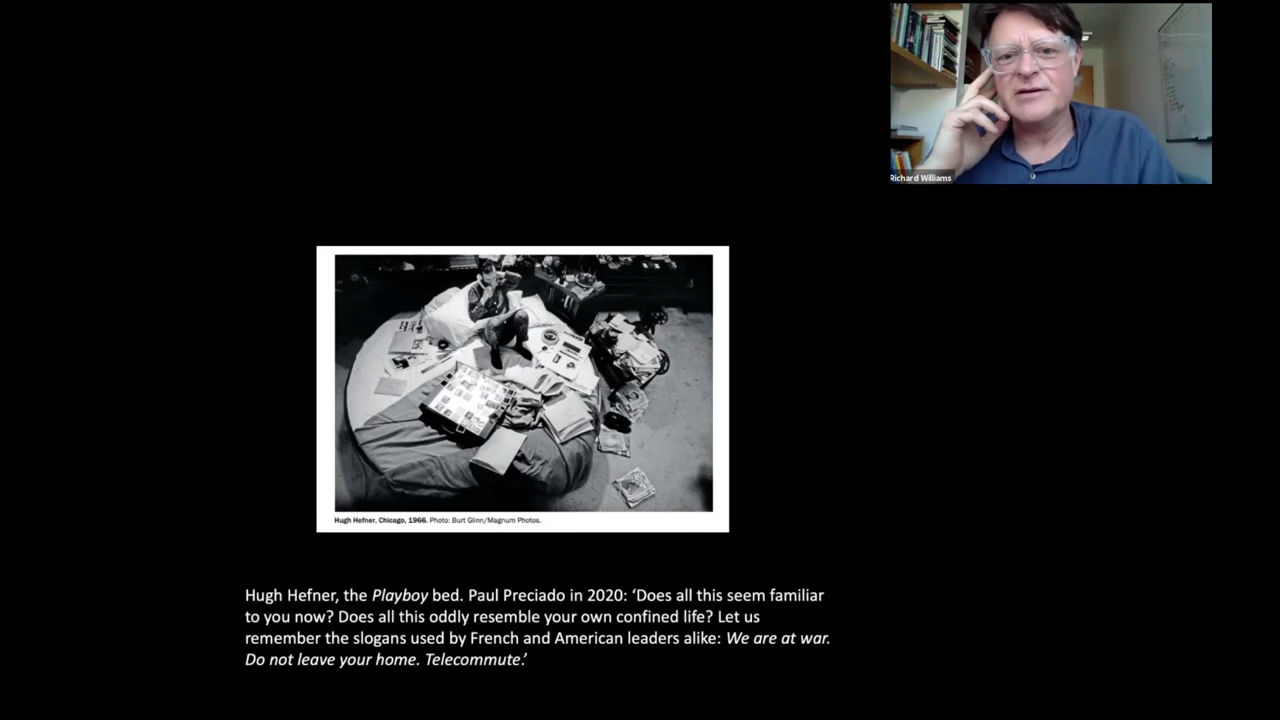 Richard Williams
Hugh Hefner, Chicago, 1966. Photo: Burt Glinn/Magnum Photos.
Hugh Hefner, the Playboy bed. Paul Preciado in 2020: ‘Does all this seem familiar
to you now? Does all this oddly resemble your own confined life? Let us
remember the slogans used by French and American leaders alike: We are at war.
Do not leave your home. Telecommute.’